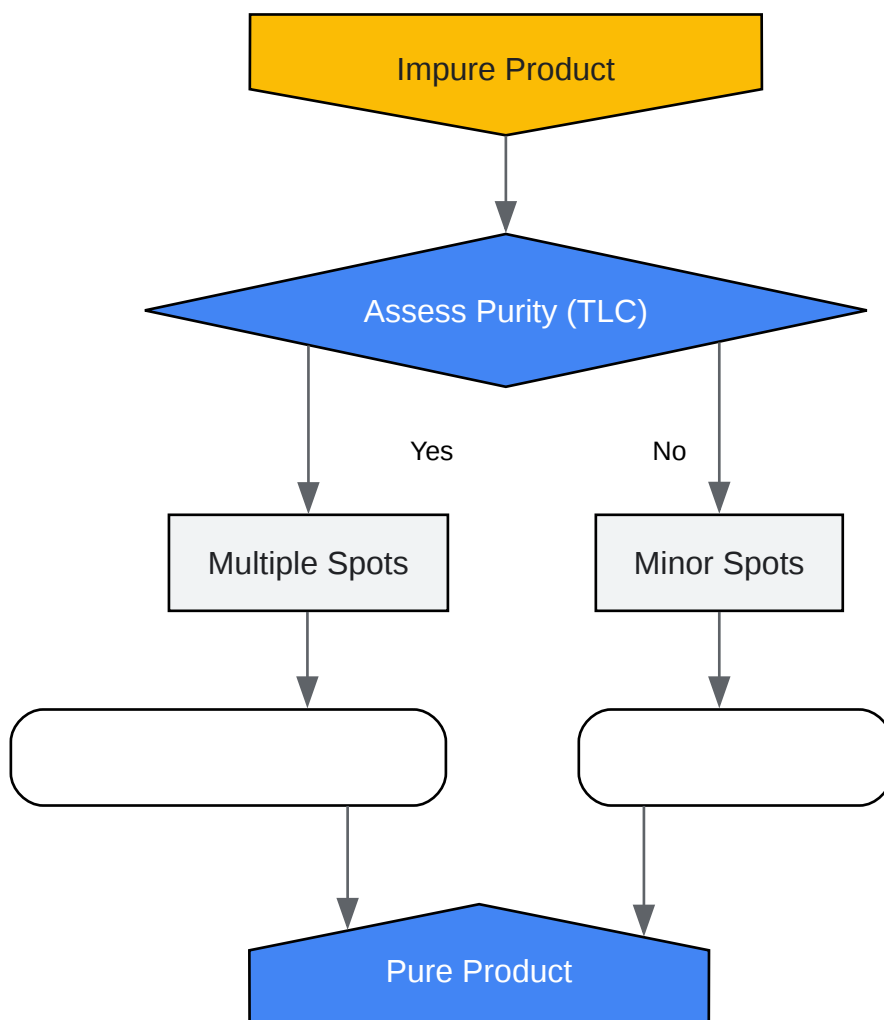 Impure Product
Assess Purity (TLC)
Yes
No
Multiple Spots
Minor Spots
Pure Product